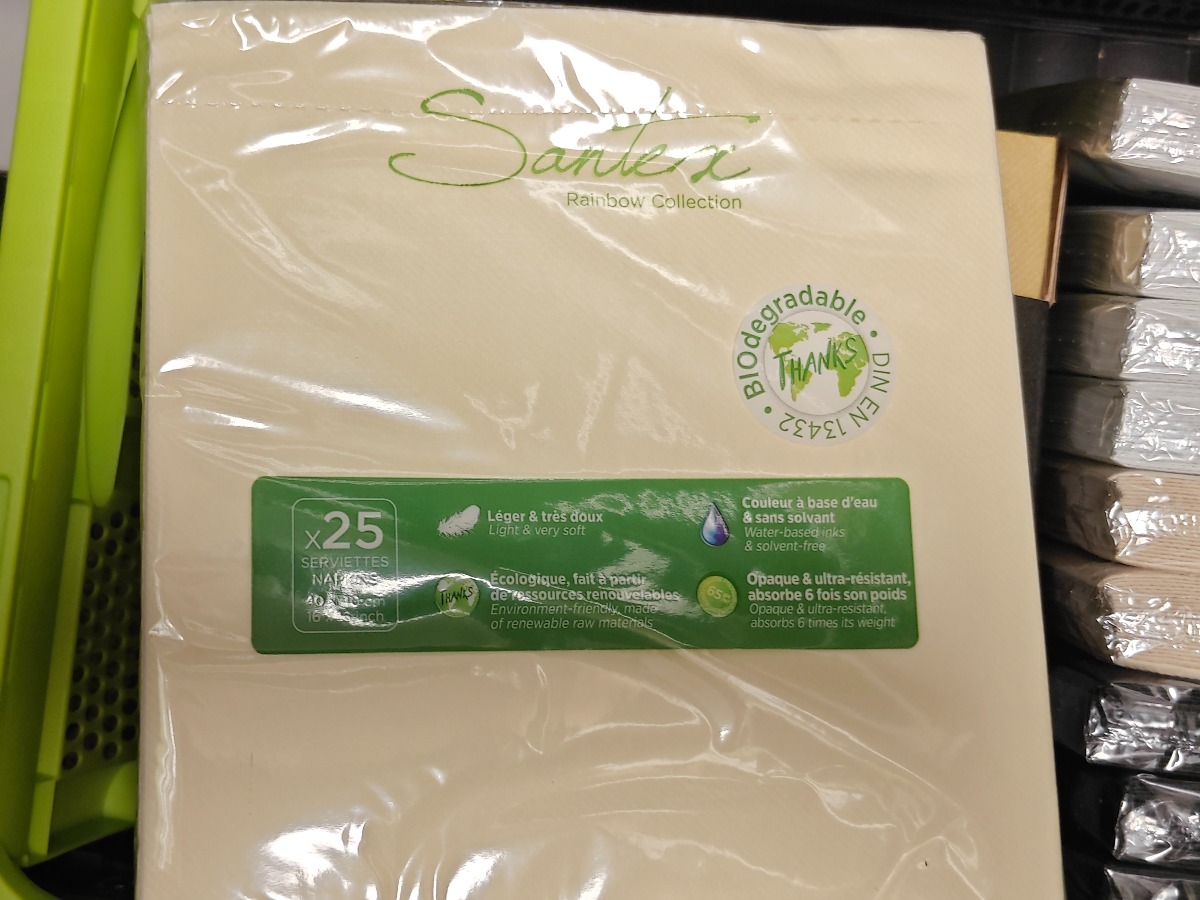 Santex
Rainbow Collection
BIOdegradable • DIN EN 13432 •
THANKS
x25
SERVIETTES
Léger & très doux
Light & very soft
THANKS
Écologique, fait à partir
de ressources renouvelables
Environment-friendly, made
of renewable raw materials
Couleur à base d'eau
& sans solvant
Water-based inks
& solvent-free
Opaque & ultra-résistant,
absorbe 6 fois son poids
Opaque & ultra-resistant,
absorbs 6 times its weight